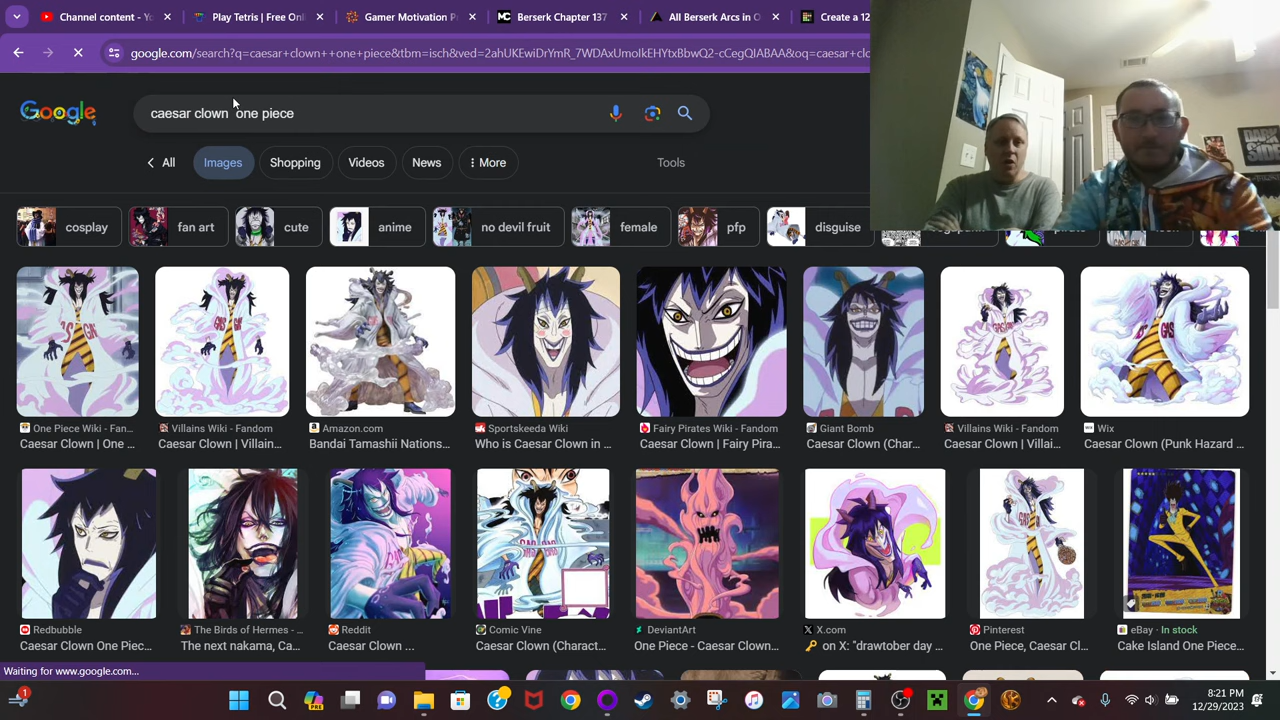 Channel content - Yo
Play Tetris | Free Onli
Gamer Motivation P
Berserk Chapter 137
All Berserk Arcs in O
Create a 12
google.com/search?q=caesar+clown++one+piece&tbm=isch&ved=2ahUKEwiDrYmR_7WDAxUmolkEHYtxBbwQ2-cCegQIABAA&oq=caesar+clo
Google
caesar clown  one piece
All
Images
Shopping
Videos
News
More
Tools
cosplay
fan art
cute
anime
no devil fruit
female
pfp
disguise
DARK
SIDE
One Piece Wiki - Fan...
Caesar Clown | One ...
Villains Wiki - Fandom
Caesar Clown | Villain...
Amazon.com
Bandai Tamashii Nations...
Sportskeeda Wiki
Who is Caesar Clown in ...
Fairy Pirates Wiki - Fandom
Caesar Clown | Fairy Pira...
Giant Bomb
Caesar Clown (Char...
Villains Wiki - Fandom
Caesar Clown | Villai...
Wix
Caesar Clown (Punk Hazard ...
Redbubble
Caesar Clown One Piec...
The Birds of Hermes - ...
The next nakama, Ca...
Reddit
Caesar Clown ...
Comic Vine
Caesar Clown (Charact...
DeviantArt
One Piece - Caesar Clown...
X.com
on X: "drawtober day ...
Pinterest
One Piece, Caesar Cl...
eBay · In stock
Cake Island One Piece...
Waiting for www.google.com...
1
PRE
8:21 PM
12/29/2023